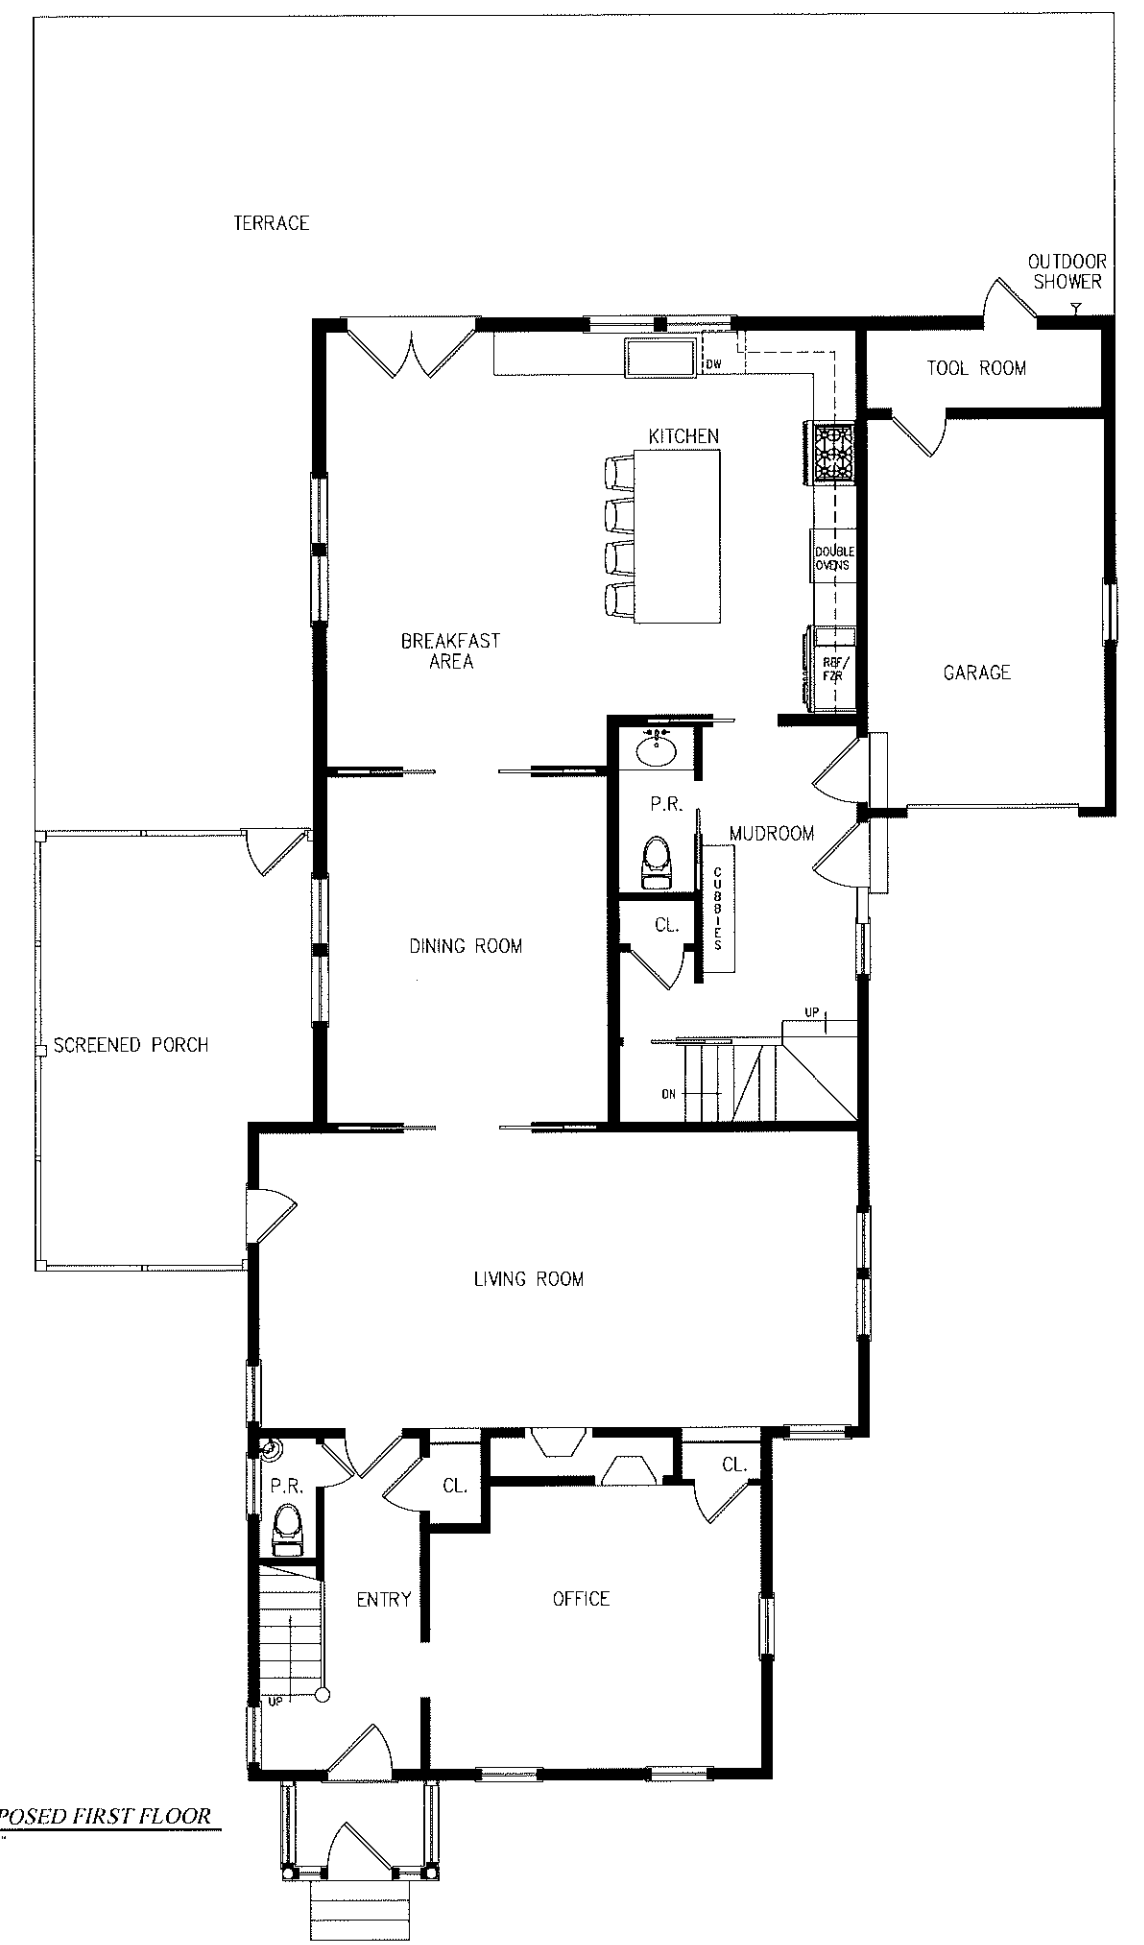 TERRACE
OUTDOOR
SHOWER
TOOL ROOM
DW
KITCHEN
DOUBLE
OVENS
BREAKFAST
AREA
REF/
FZR
GARAGE
P.R.
MUDROOM
CUBBIES
CL.
DINING ROOM
UP
SCREENED PORCH
DN
LIVING ROOM
CL.
P.R.
CL.
ENTRY
OFFICE
UP
POSED FIRST FLOOR